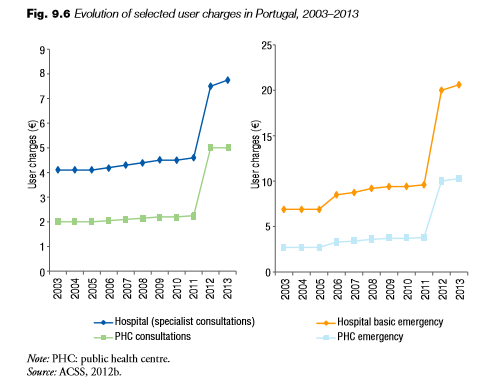 Fig. 9.6 Evolution of selected user charges in Portugal, 2003–2013
User charges (€)
9
8
7
6
5
4
3
2
1
0
2003 2004 2005 2006 2007 2008 2009 2010 2011 2012 2013
Hospital (specialist consultations)
PHC consultations
User charges (€)
25
20
15
10
5
0
2003 2004 2005 2006 2007 2008 2009 2010 2011 2012 2013
Hospital basic emergency
PHC emergency
Note: PHC: public health centre.
Source: ACSS, 2012b.